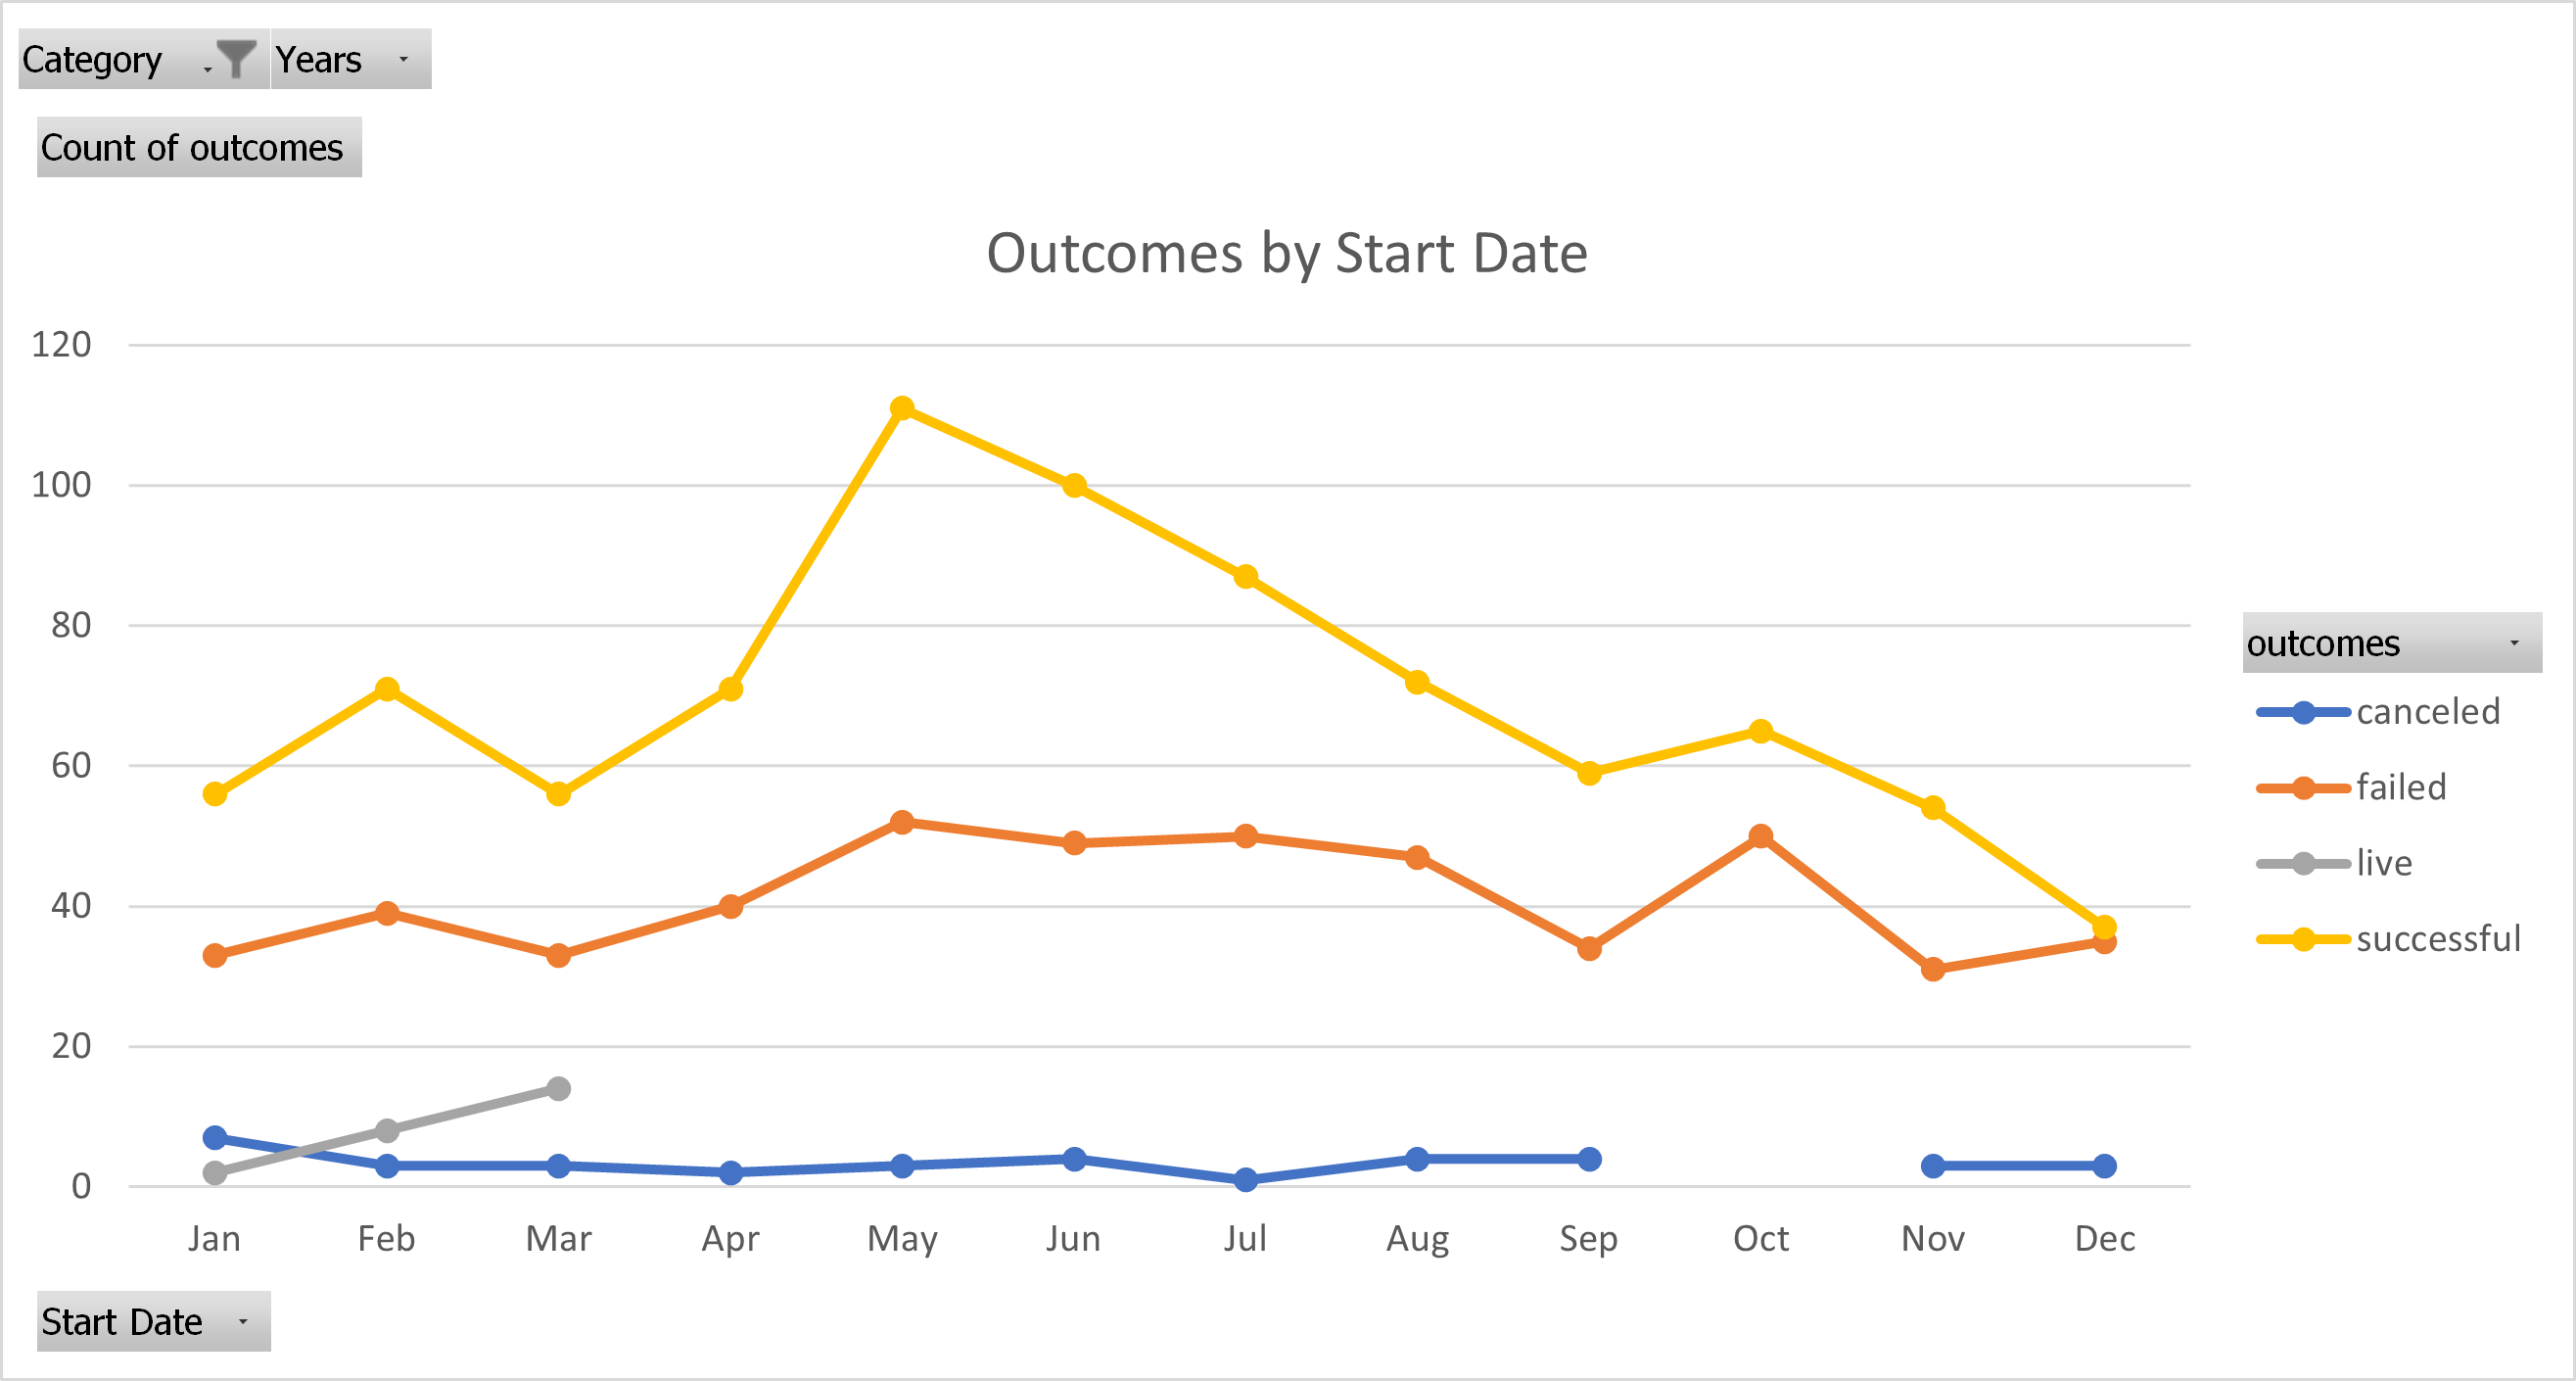 Category Years
Count of outcomes
Outcomes by Start Date
120
100
80
60
40
20
0
Jan Feb Mar Apr May Jun Jul Aug Sep Oct Nov Dec
outcomes
canceled
failed
live
successful
Start Date